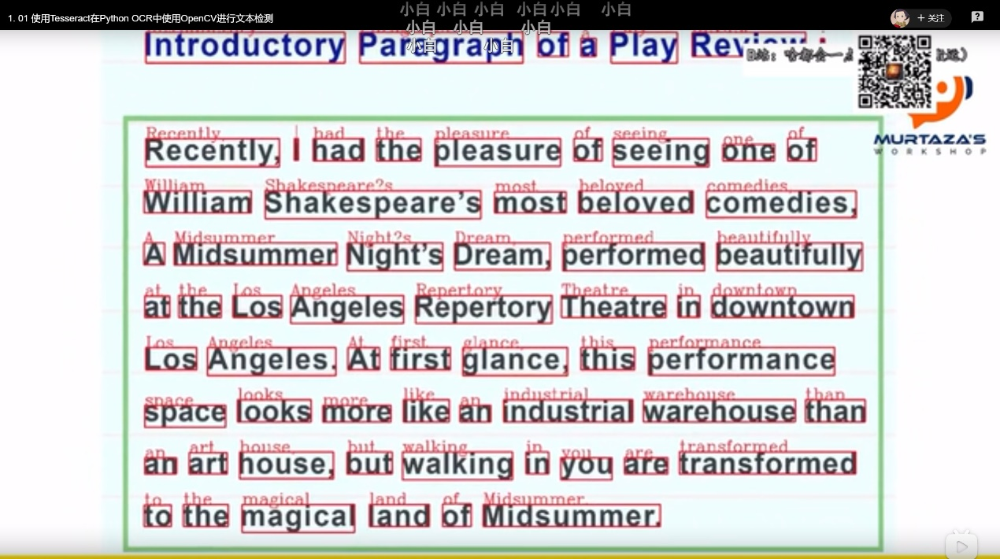 1. 01 使用Tesseract在Python OCR中使用OpenCV进行文本检测
+ 关注
小白 小白 小白 小白 小白 小白
小白 小白 小白
小白 小白
Introductory Paragraph of a Play Review:
B站：啥都会一点
MURTAZA'S
WORKSHOP
Recently, I had the pleasure of seeing one of
Recently, I had the pleasure of seeing one of
William Shakespeare?s most beloved comedies,
William Shakespeare’s most beloved comedies,
A Midsummer Night?s Dream, performed beautifully
A Midsummer Night’s Dream, performed beautifully
at the Los Angeles Repertory Theatre in downtown
at the Los Angeles Repertory Theatre in downtown
Los Angeles. At first glance, this performance
Los Angeles. At first glance, this performance
space looks more like an industrial warehouse than
space looks more like an industrial warehouse than
an art house, but walking in you are transformed
an art house, but walking in you are transformed
to the magical land of Midsummer.
to the magical land of Midsummer.